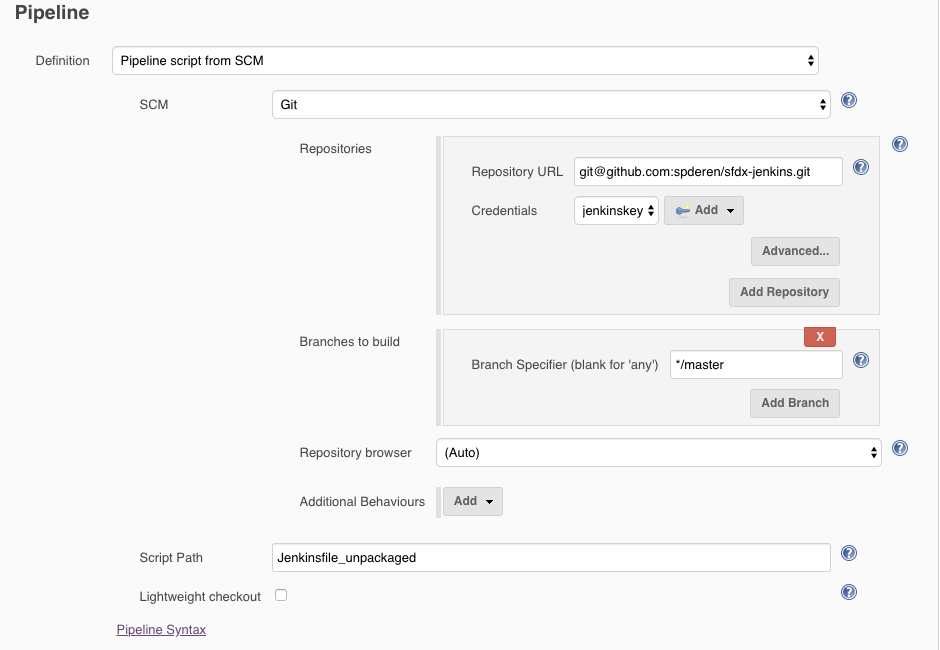 Pipeline
Definition
Pipeline script from SCM
SCM
Git
Repositories
Repository URL
git@github.com:spderen/sfdx-jenkins.git
Credentials
jenkinskey
Add
Advanced...
Add Repository
Branches to build
X
Branch Specifier (blank for 'any')
*/master
Add Branch
Repository browser
(Auto)
Additional Behaviours
Add
Script Path
Jenkinsfile_unpackaged
Lightweight checkout
Pipeline Syntax